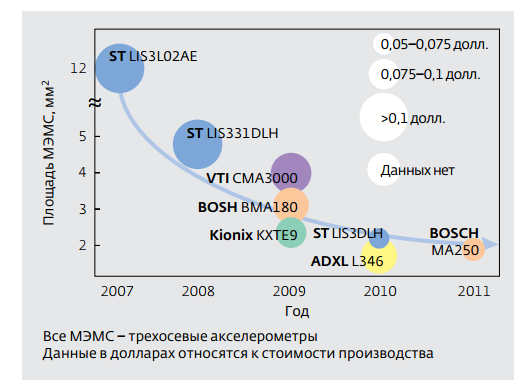 Площадь МЭМС, мм²
12
5
4
3
2
ST LIS3L02AE
ST LIS331DLH
VTI CMA3000
BOSH BMA180
Kionix KXTE9
ST LIS3DLH
ADXL L346
BOSCH
MA250
0,05–0,075 долл.
0,075–0,1 долл.
>0,1 долл.
Данных нет
2007 2008 2009 2010 2011
Год
Все МЭМС – трехосевые акселерометры
Данные в долларах относятся к стоимости производства